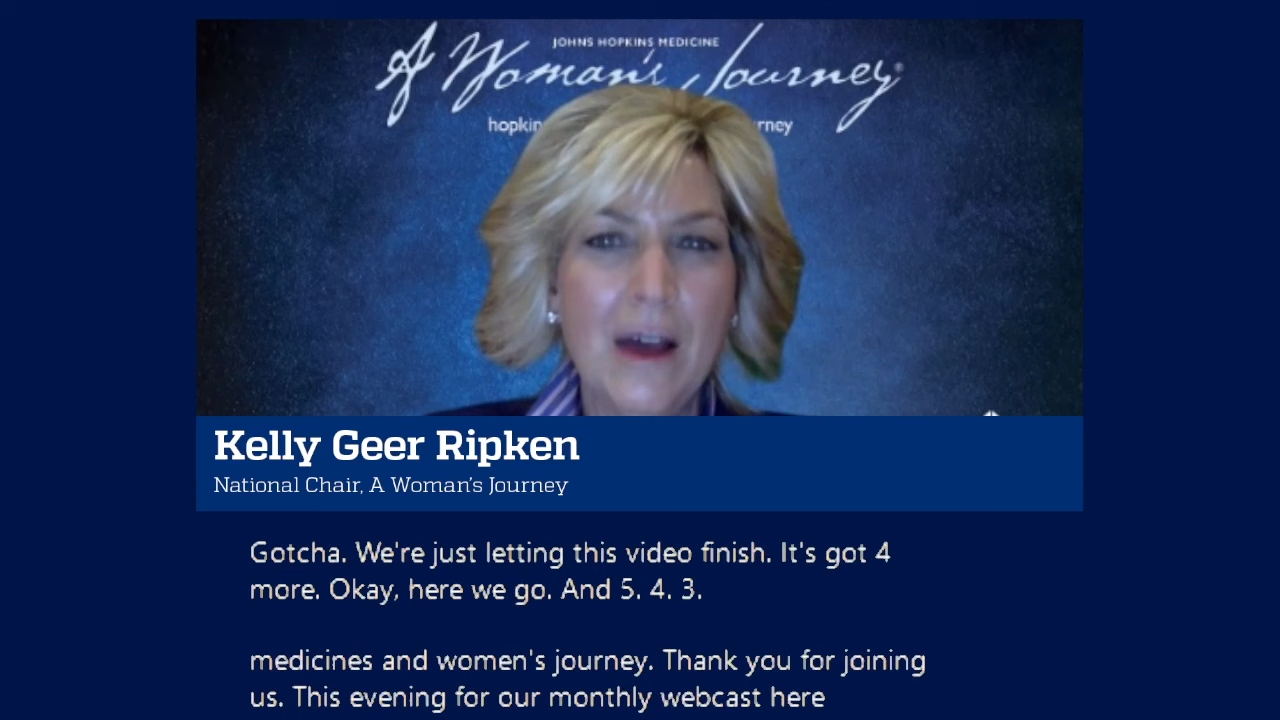 JOHNS HOPKINS MEDICINE
A Woman's Journey®
hopkin rney
Kelly Geer Ripken
National Chair, A Woman's Journey
Gotcha. We're just letting this video finish. It's got 4
more. Okay, here we go. And 5. 4. 3.
medicines and women's journey. Thank you for joining
us. This evening for our monthly webcast here